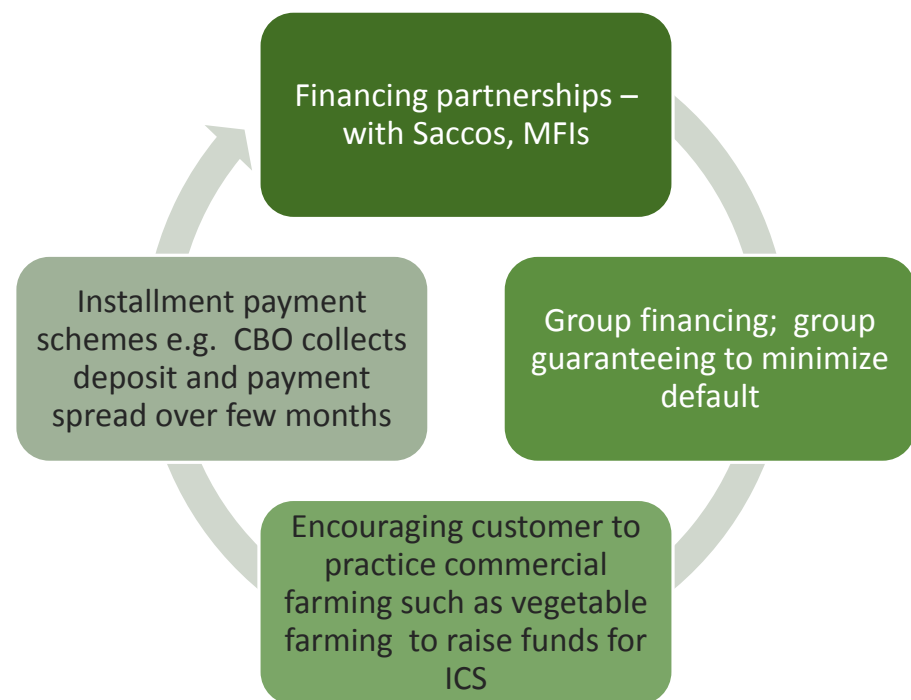 Financing partnerships –
with Saccos, MFIs
Group financing; group
guaranteeing to minimize
default
Encouraging customer to
practice commercial
farming such as vegetable
farming to raise funds for
ICS
Installment payment
schemes e.g. CBO collects
deposit and payment
spread over few months